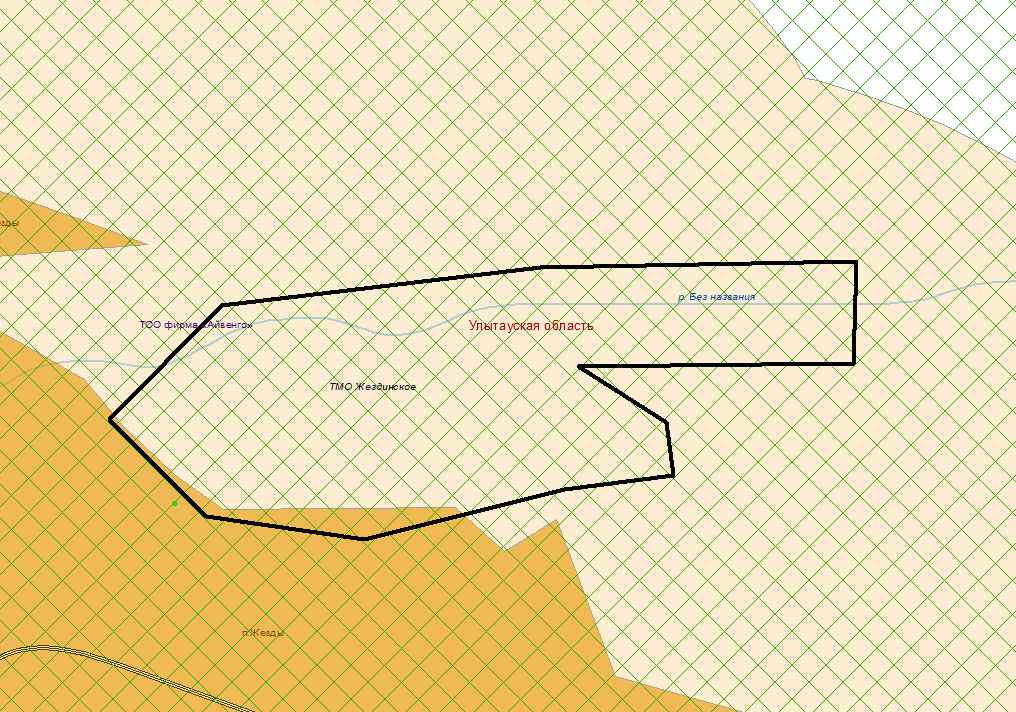 зды
р. Без названия
ТОО фирма «Айвенго»
Улытауская область
ТМО Жездинское
п.Жезды